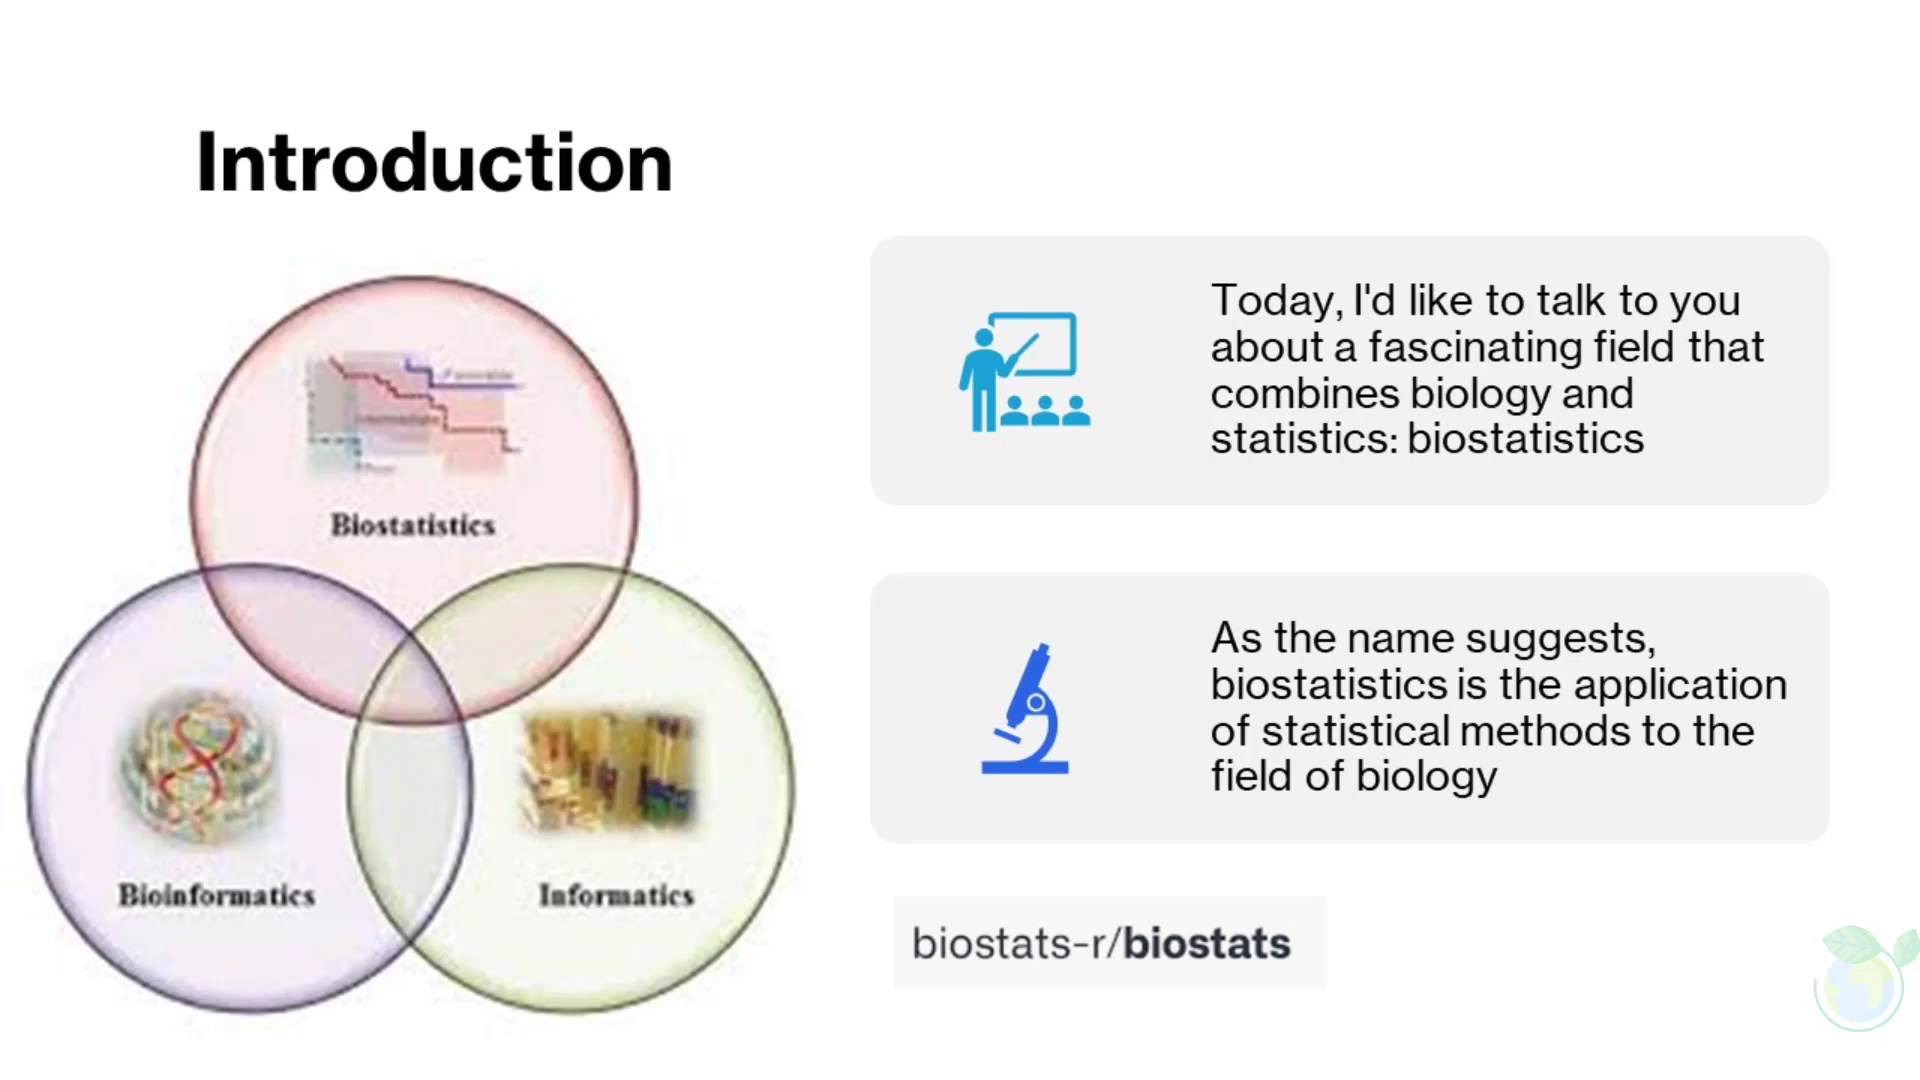 Introduction
Biostatistics
Bioinformatics
Informatics
Today, I'd like to talk to you
about a fascinating field that
combines biology and
statistics: biostatistics
As the name suggests,
biostatistics is the application
of statistical methods to the
field of biology
biostats-r/biostats